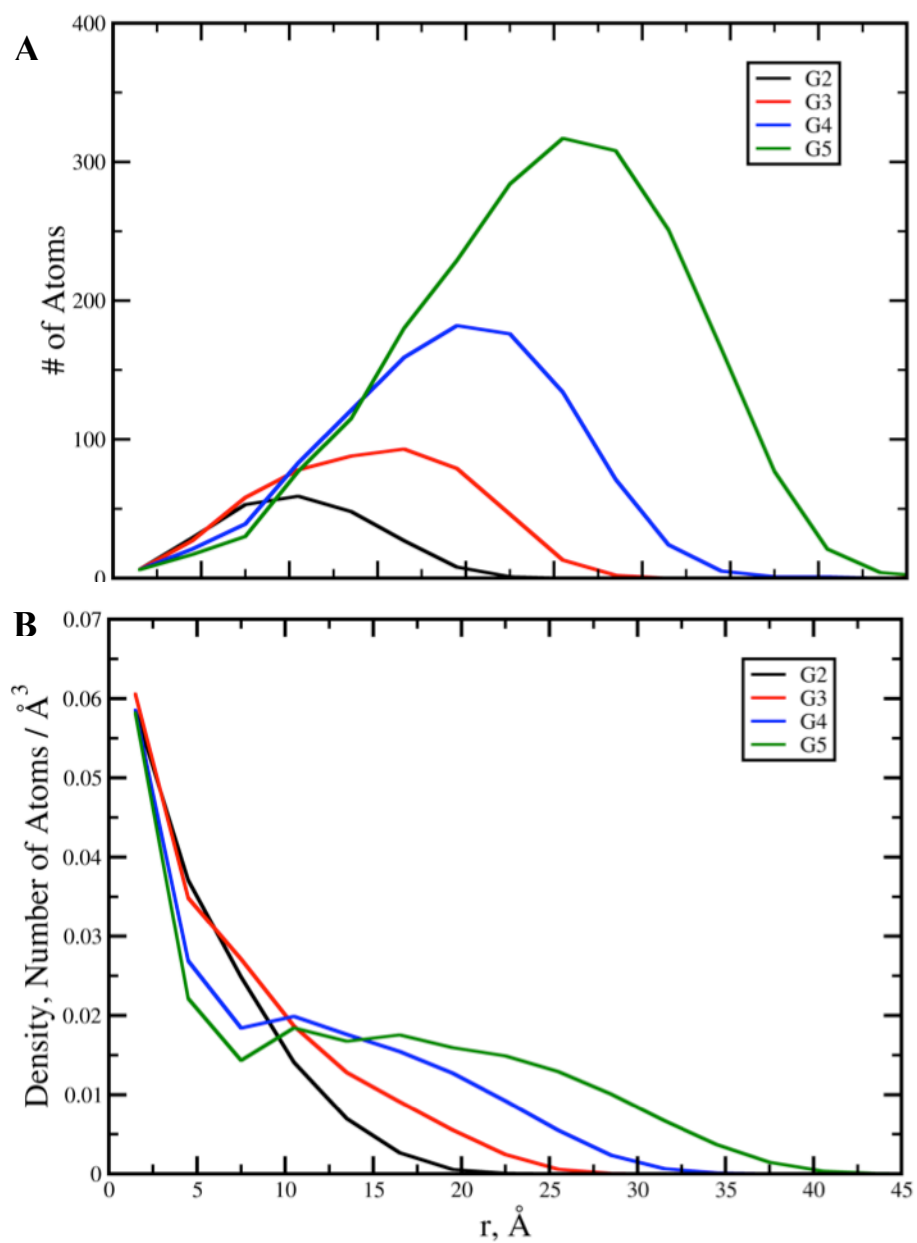 A
400
300
200
100
0
# of Atoms
G2
G3
G4
G5
B
0.07
0.06
0.05
0.04
0.03
0.02
0.01
0
Density, Number of Atoms / Å³
G2
G3
G4
G5
0 5 10 15 20 25 30 35 40 45
r, Å